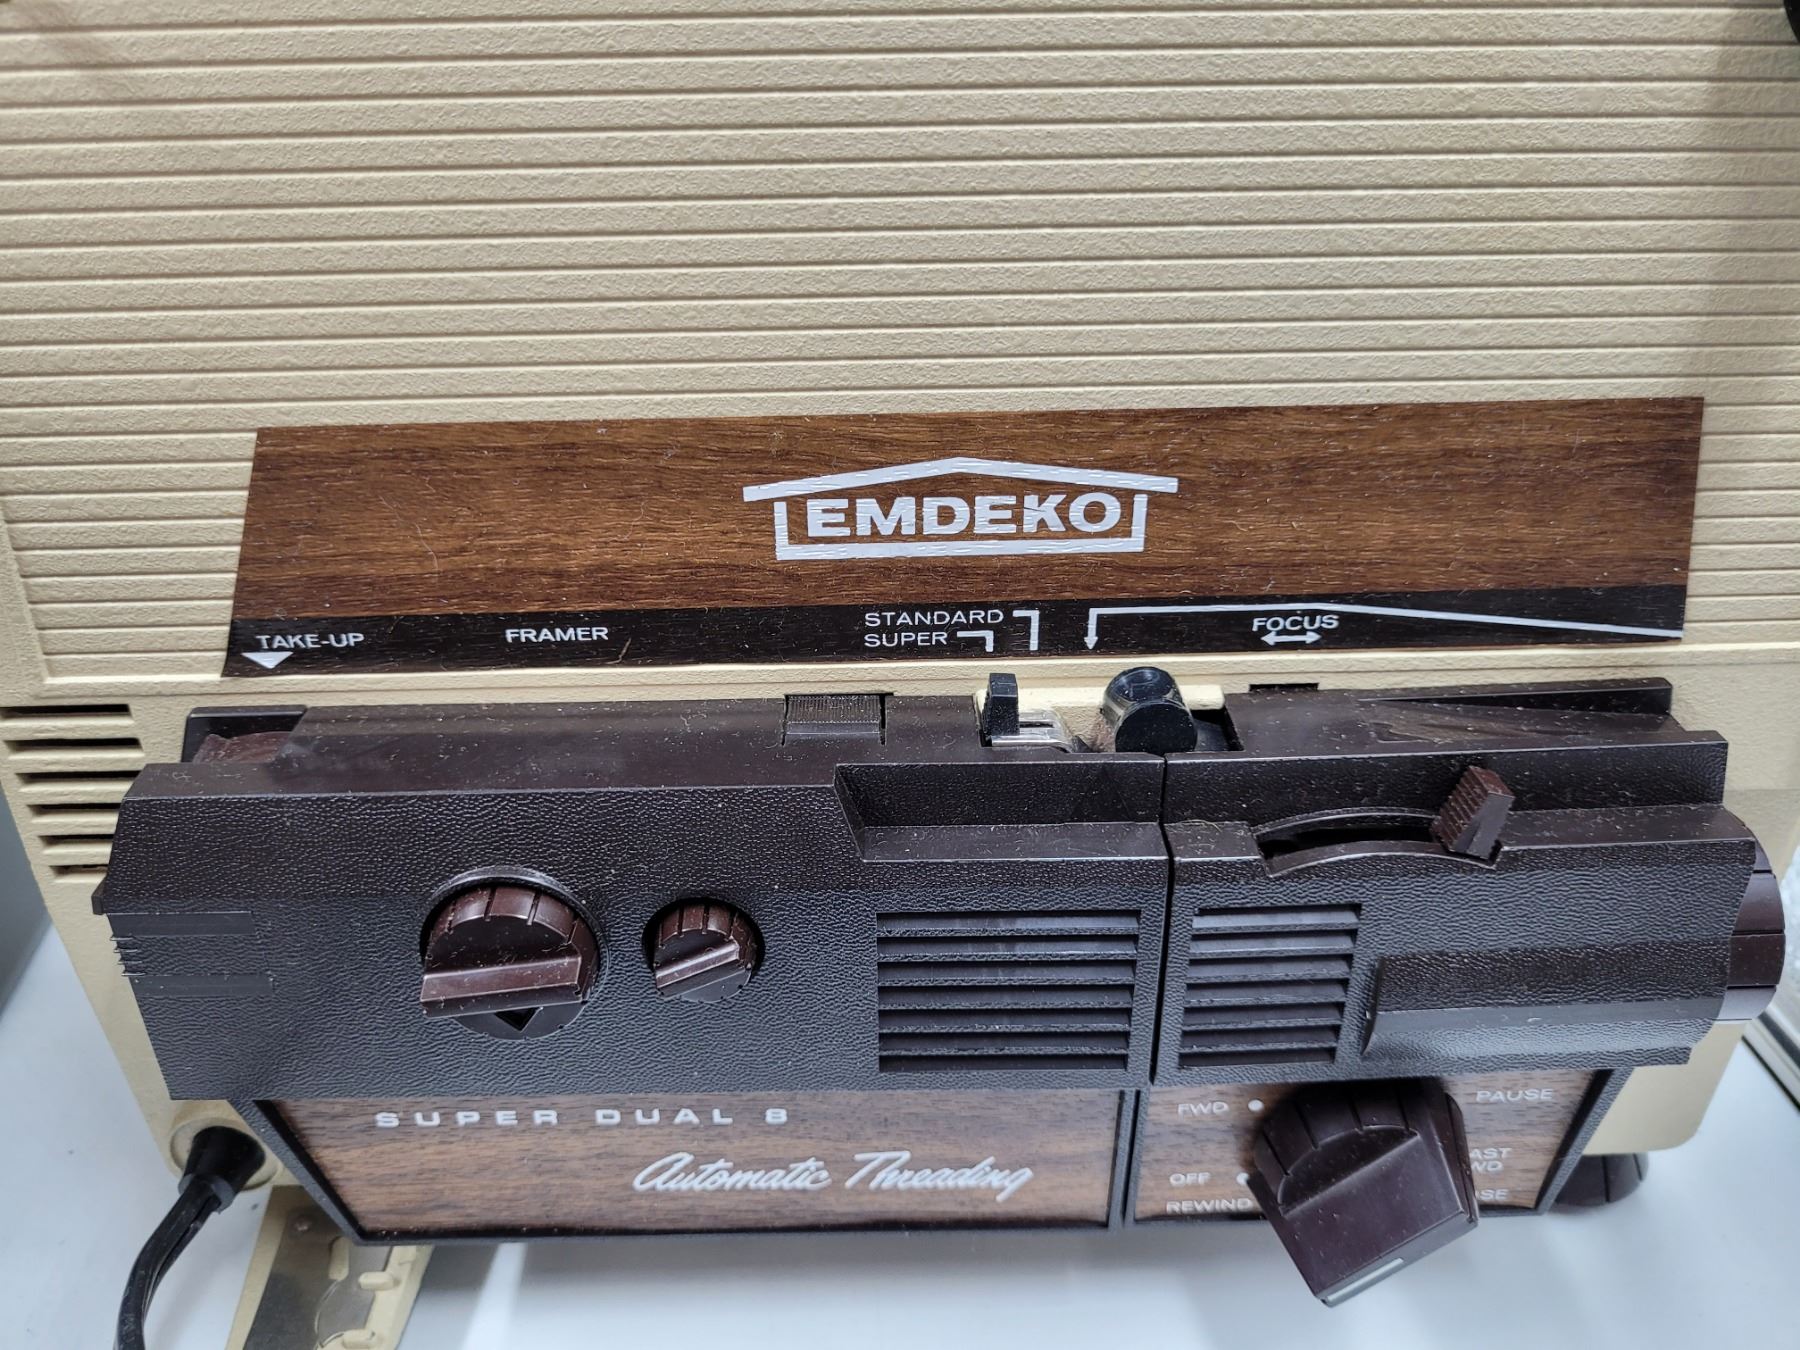 EMDEKO
STANDARD
SUPER
FOCUS
TAKE-UP
FRAMER
SUPER DUAL 8
Automatic Threading
FWD
PAUSE
OFF
REWIND